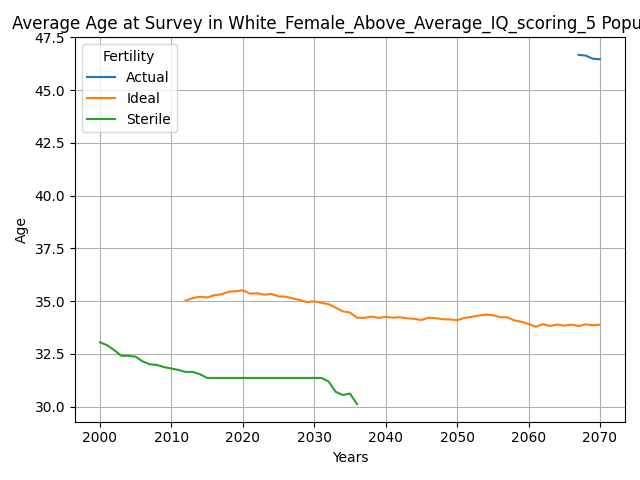 Average Age at Survey in White_Female_Above_Average_IQ_scoring_5 Popu
47.5
45.0
42.5
40.0
37.5
35.0
32.5
30.0
Age
Fertility
Actual
Ideal
Sterile
2000 2010 2020 2030 2040 2050 2060 2070
Years